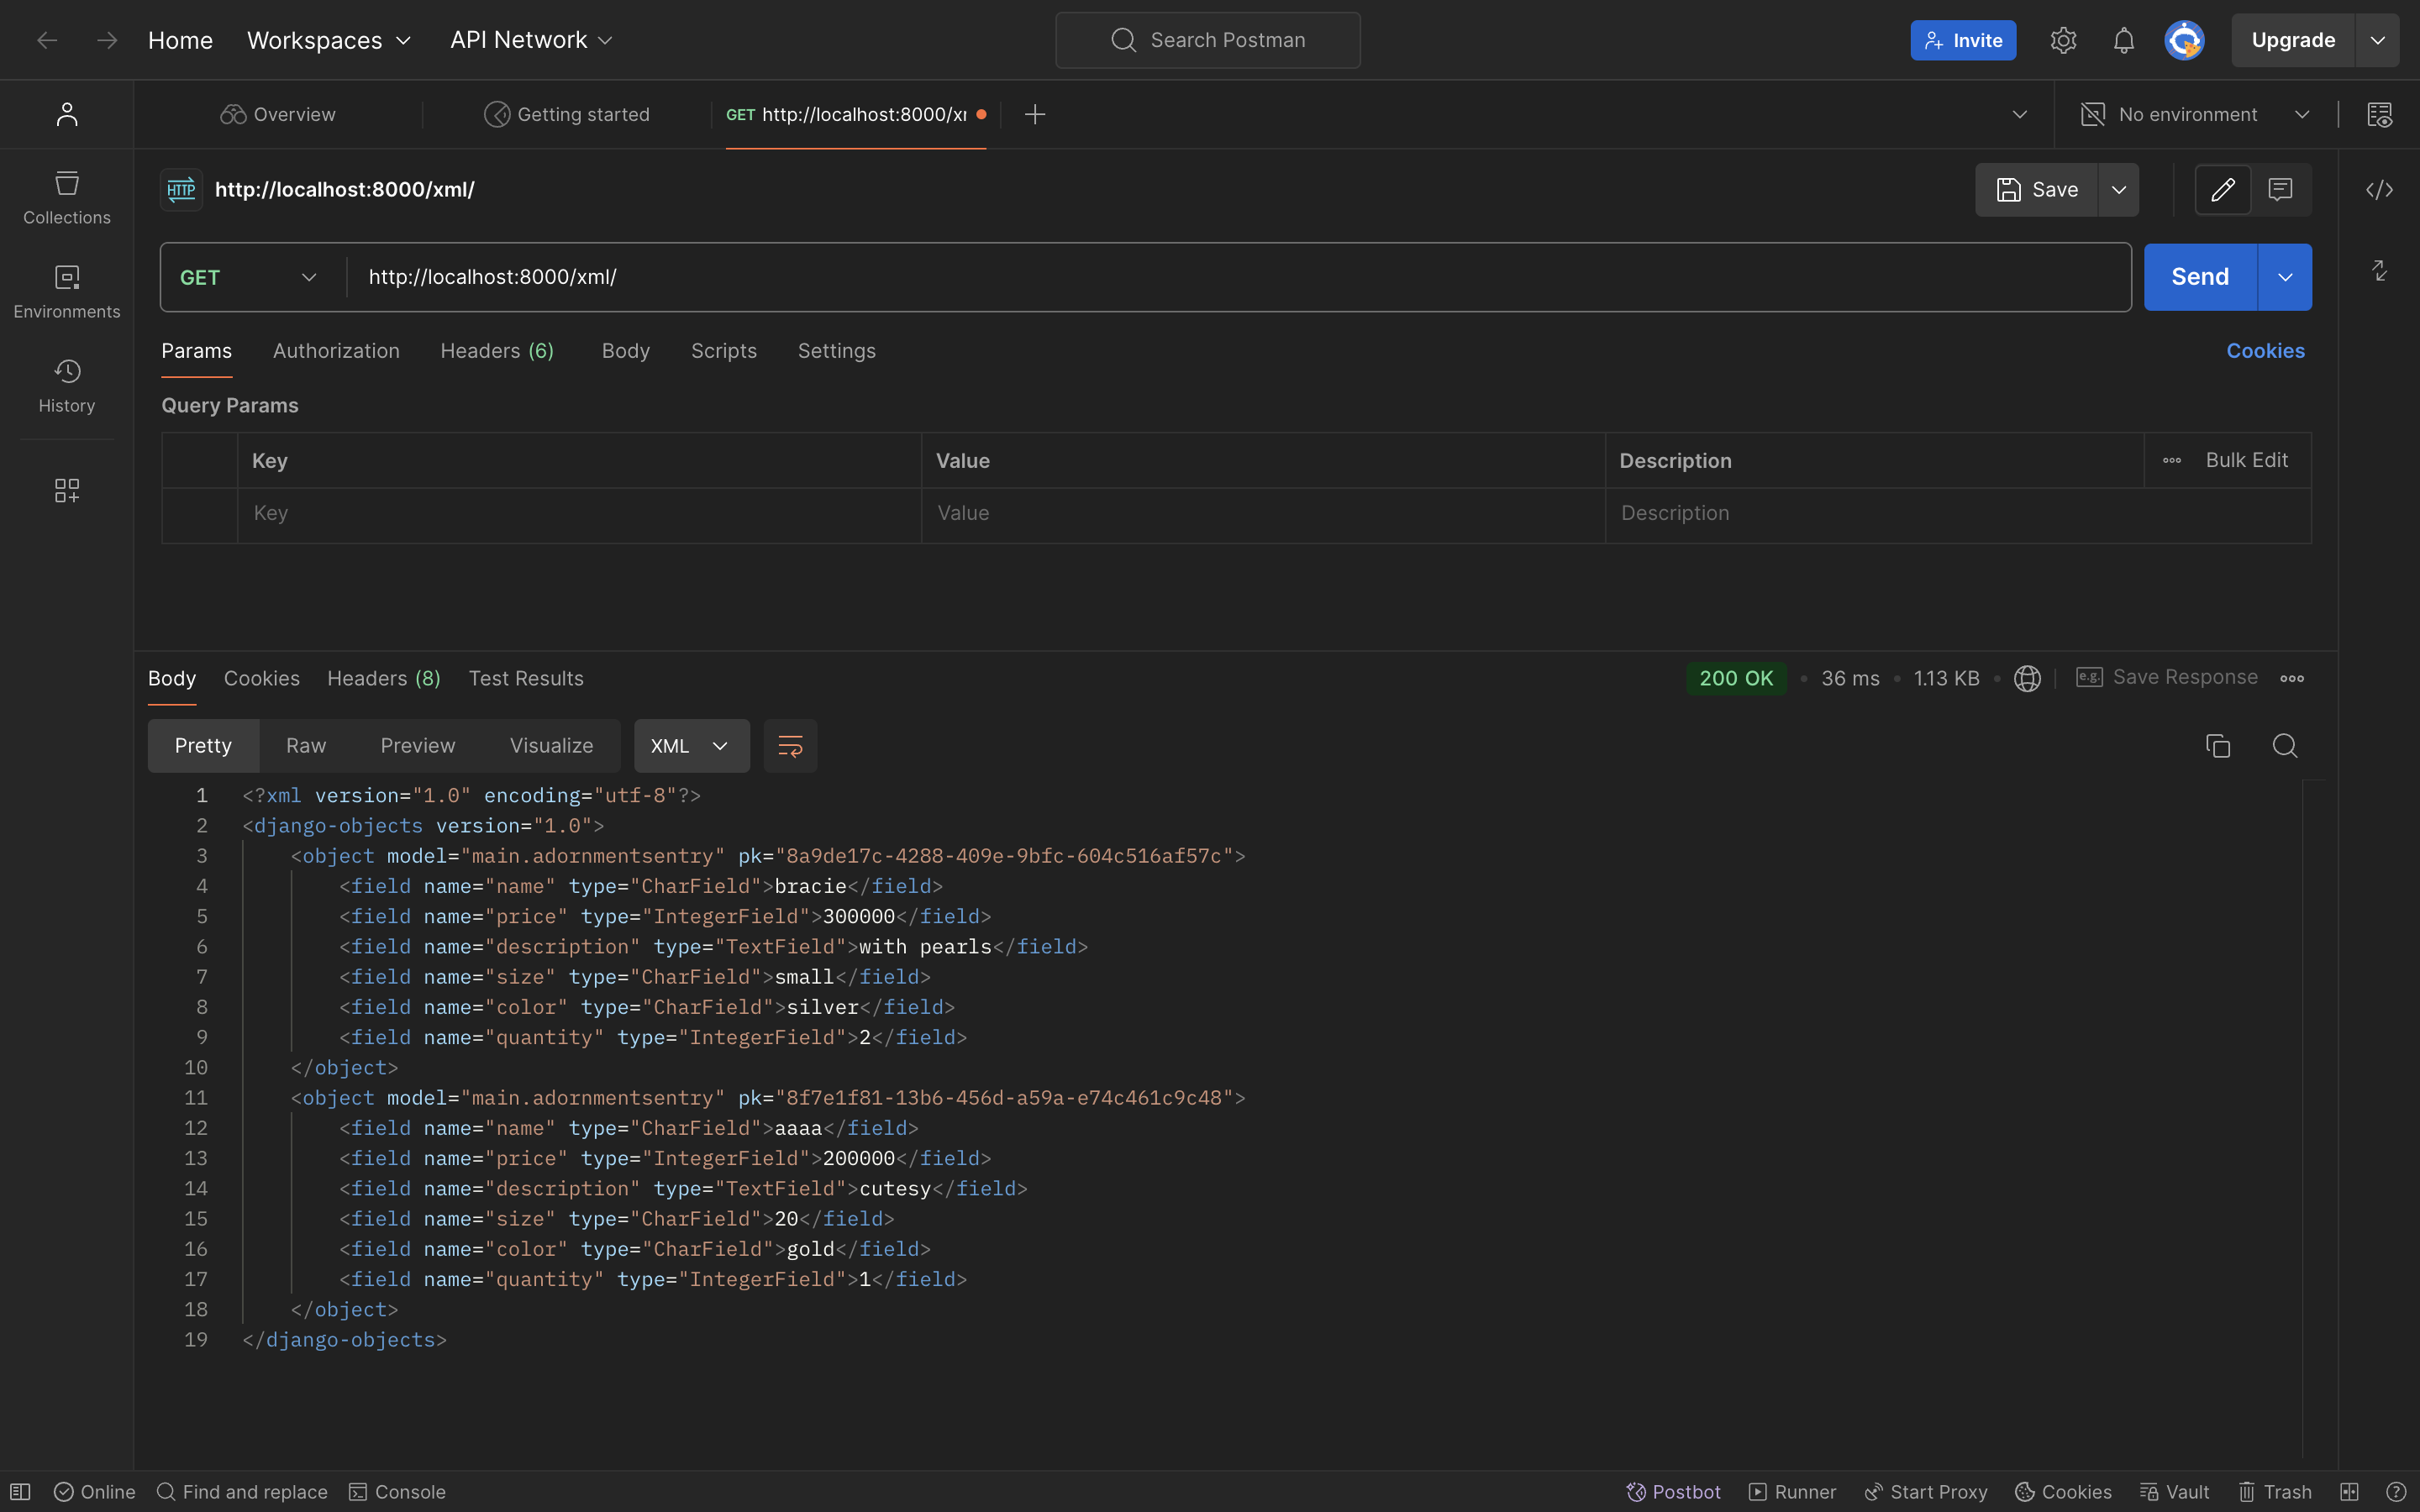 Home Workspaces API Network Search Postman Invite Upgrade
Overview Getting started GET http://localhost:8000/xr No environment
Collections
Environments
History
HTTP http://localhost:8000/xml/ Save
GET http://localhost:8000/xml/ Send
Params Authorization Headers (6) Body Scripts Settings Cookies
Query Params
Key Value Description Bulk Edit
Key Value Description
Body Cookies Headers (8) Test Results 200 OK 36 ms 1.13 KB e.g. Save Response
Pretty Raw Preview Visualize XML
1 <?xml version="1.0" encoding="utf-8"?>
2 <django-objects version="1.0">
3 <object model="main.adornmentsentry" pk="8a9de17c-4288-409e-9bfc-604c516af57c">
4 <field name="name" type="CharField">bracie</field>
5 <field name="price" type="IntegerField">300000</field>
6 <field name="description" type="TextField">with pearls</field>
7 <field name="size" type="CharField">small</field>
8 <field name="color" type="CharField">silver</field>
9 <field name="quantity" type="IntegerField">2</field>
10 </object>
11 <object model="main.adornmentsentry" pk="8f7e1f81-13b6-456d-a59a-e74c461c9c48">
12 <field name="name" type="CharField">aaaa</field>
13 <field name="price" type="IntegerField">200000</field>
14 <field name="description" type="TextField">cutesy</field>
15 <field name="size" type="CharField">20</field>
16 <field name="color" type="CharField">gold</field>
17 <field name="quantity" type="IntegerField">1</field>
18 </object>
19 </django-objects>
Online Find and replace Console Postbot Runner Start Proxy Cookies Vault Trash